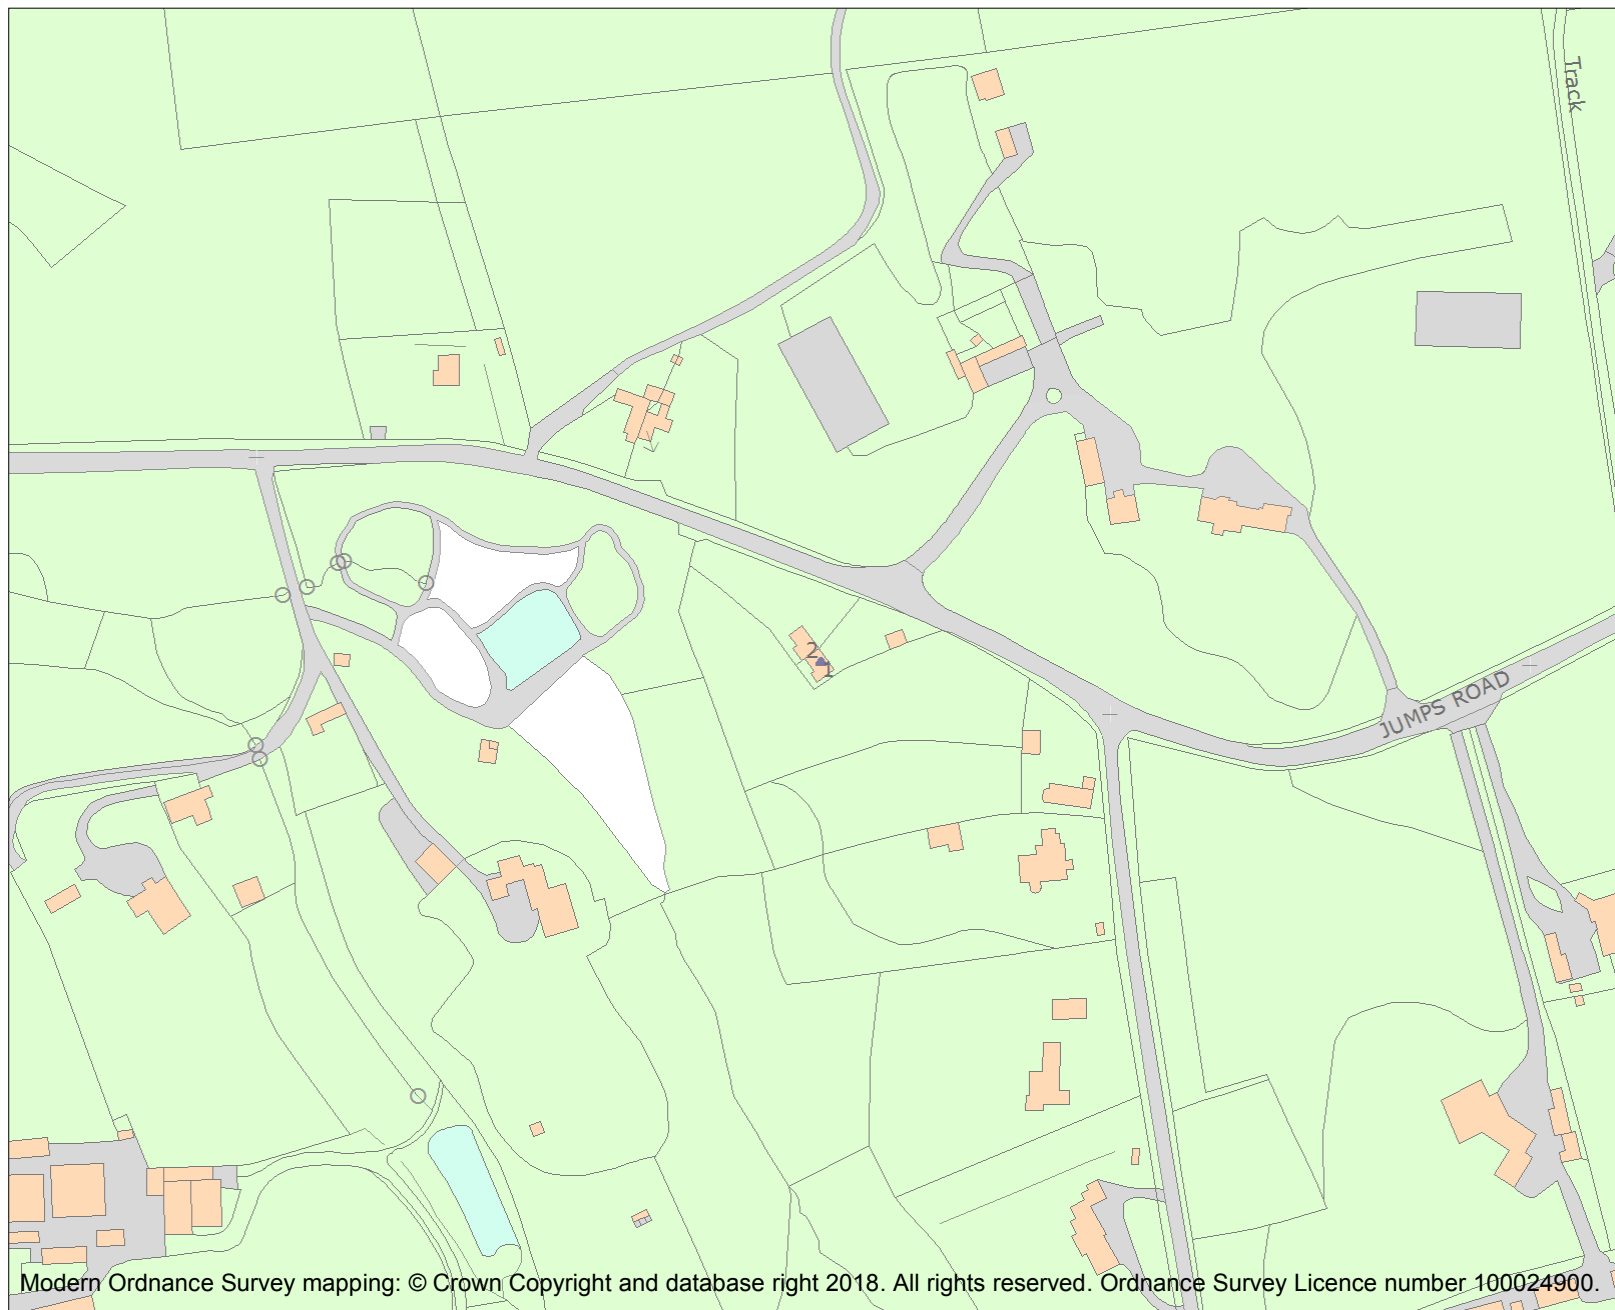 Track
2
1
JUMPS ROAD
Modern Ordnance Survey mapping: © Crown Copyright and database right 2018. All rights reserved. Ordnance Survey Licence number 100024900.